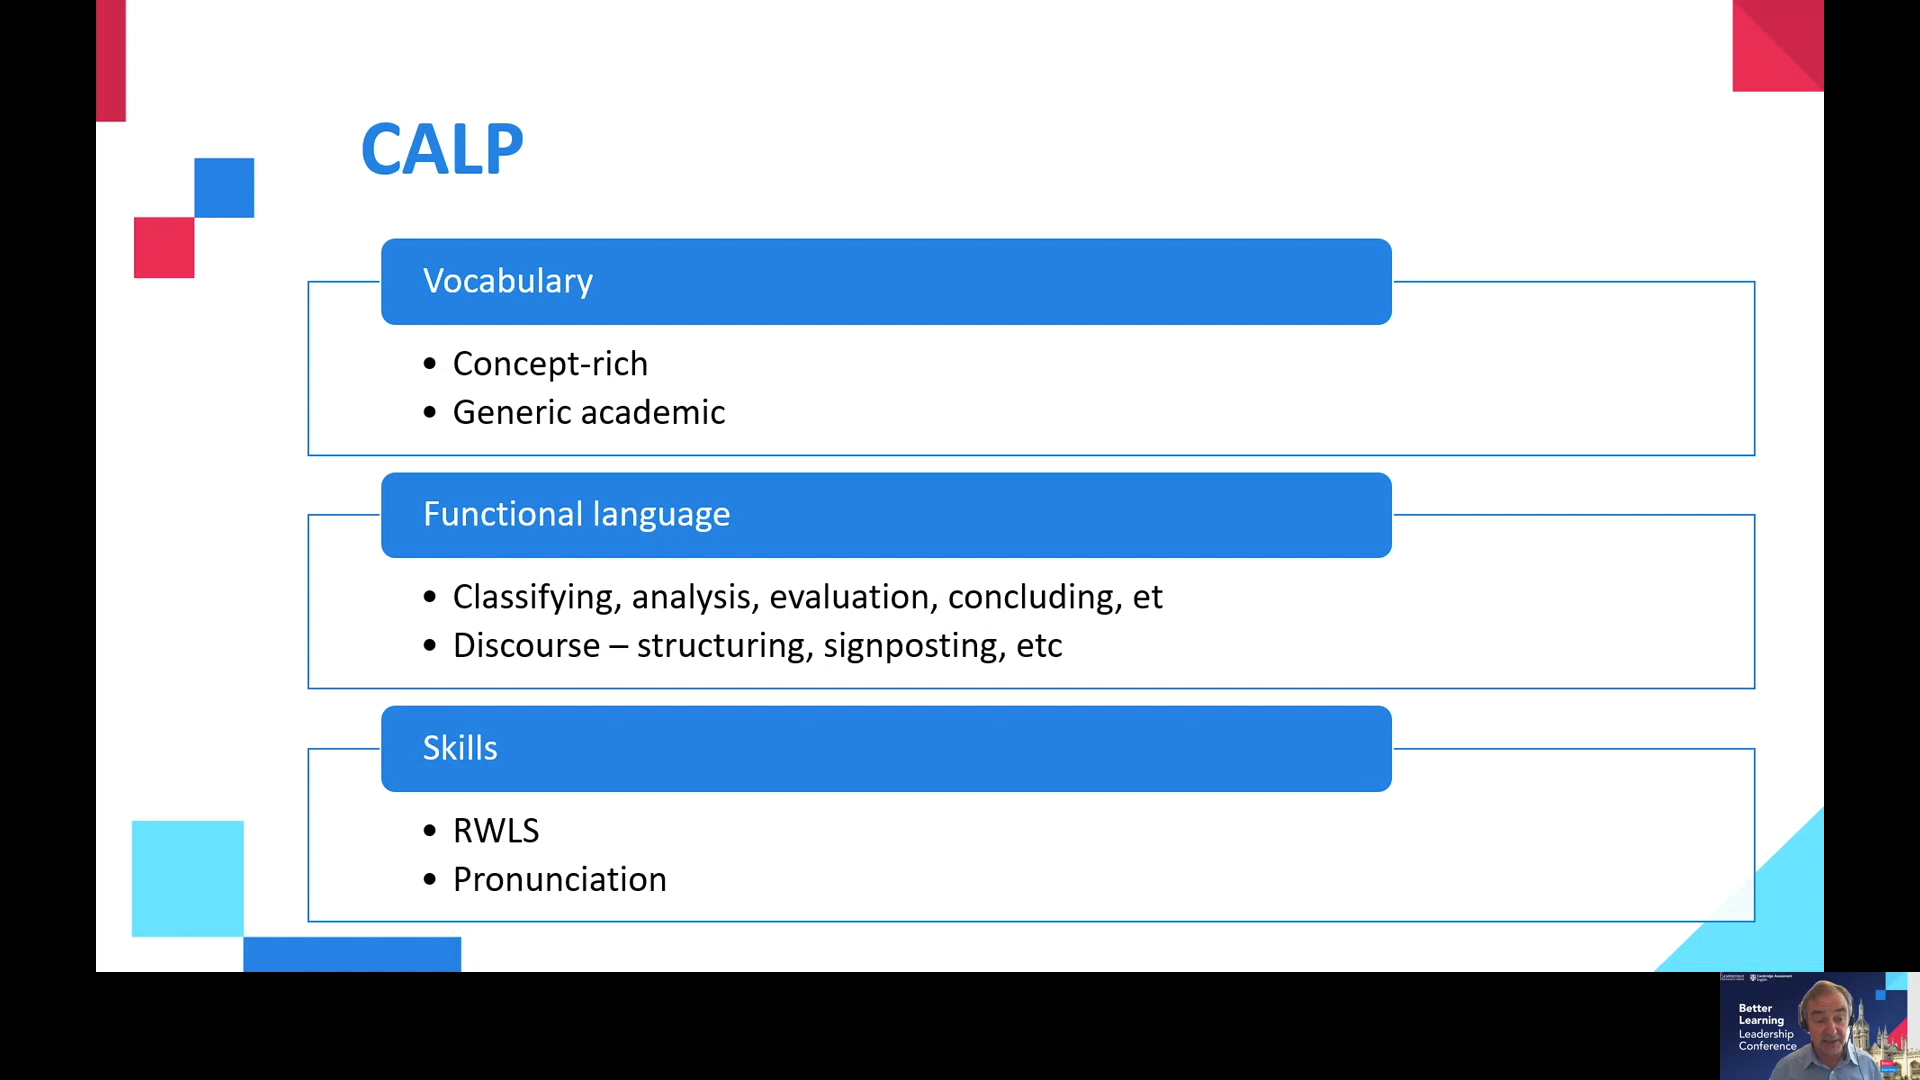 CALP
Vocabulary
• Concept-rich
• Generic academic
Functional language
• Classifying, analysis, evaluation, concluding, et
• Discourse – structuring, signposting, etc
Skills
• RWLS
• Pronunciation
Better
Learning
Leadership
Conference